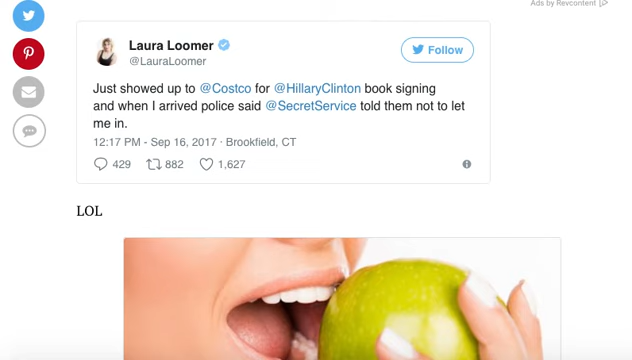 Ads by Revcontent
Laura Loomer
@LauraLoomer
Follow
Just showed up to @Costco for @HillaryClinton book signing
and when I arrived police said @SecretService told them not to let
me in.
12:17 PM - Sep 16, 2017 · Brookfield, CT
429 882 1,627
LOL